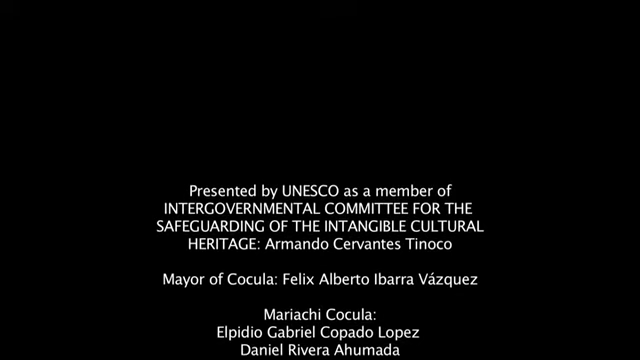 Presented by UNESCO as a member of
INTERGOVERNMENTAL COMMITTEE FOR THE
SAFEGUARDING OF THE INTANGIBLE CULTURAL
HERITAGE: Armando Cervantes Tinoco
Mayor of Cocula: Felix Alberto Ibarra Vázquez
Mariachi Cocula:
Elpidio Gabriel Copado Lopez
Daniel Rivera Ahumada